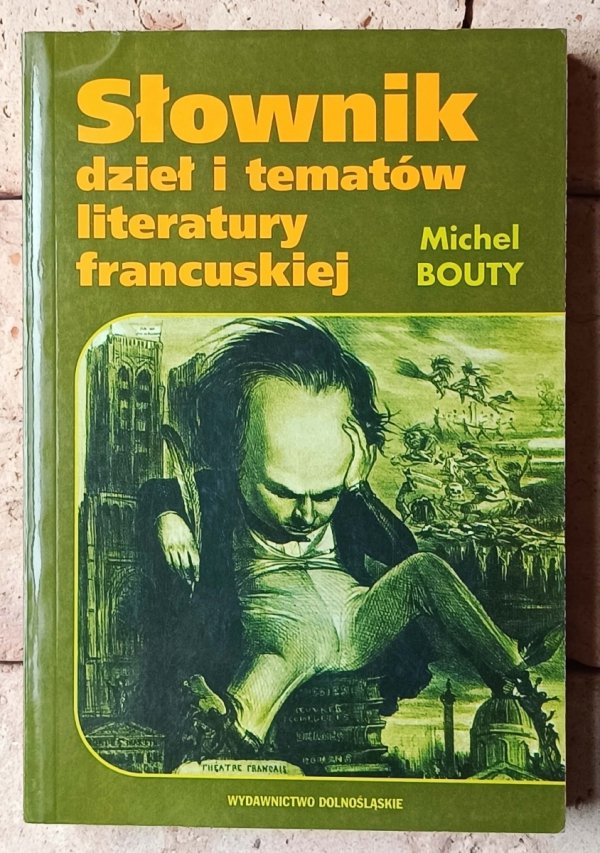 Słownik
dzieł i tematów
literatury
francuskiej
Michel
BOUTY
THÉATRE FRANÇAIS
WYDAWNICTWO DOLNOŚLĄSKIE